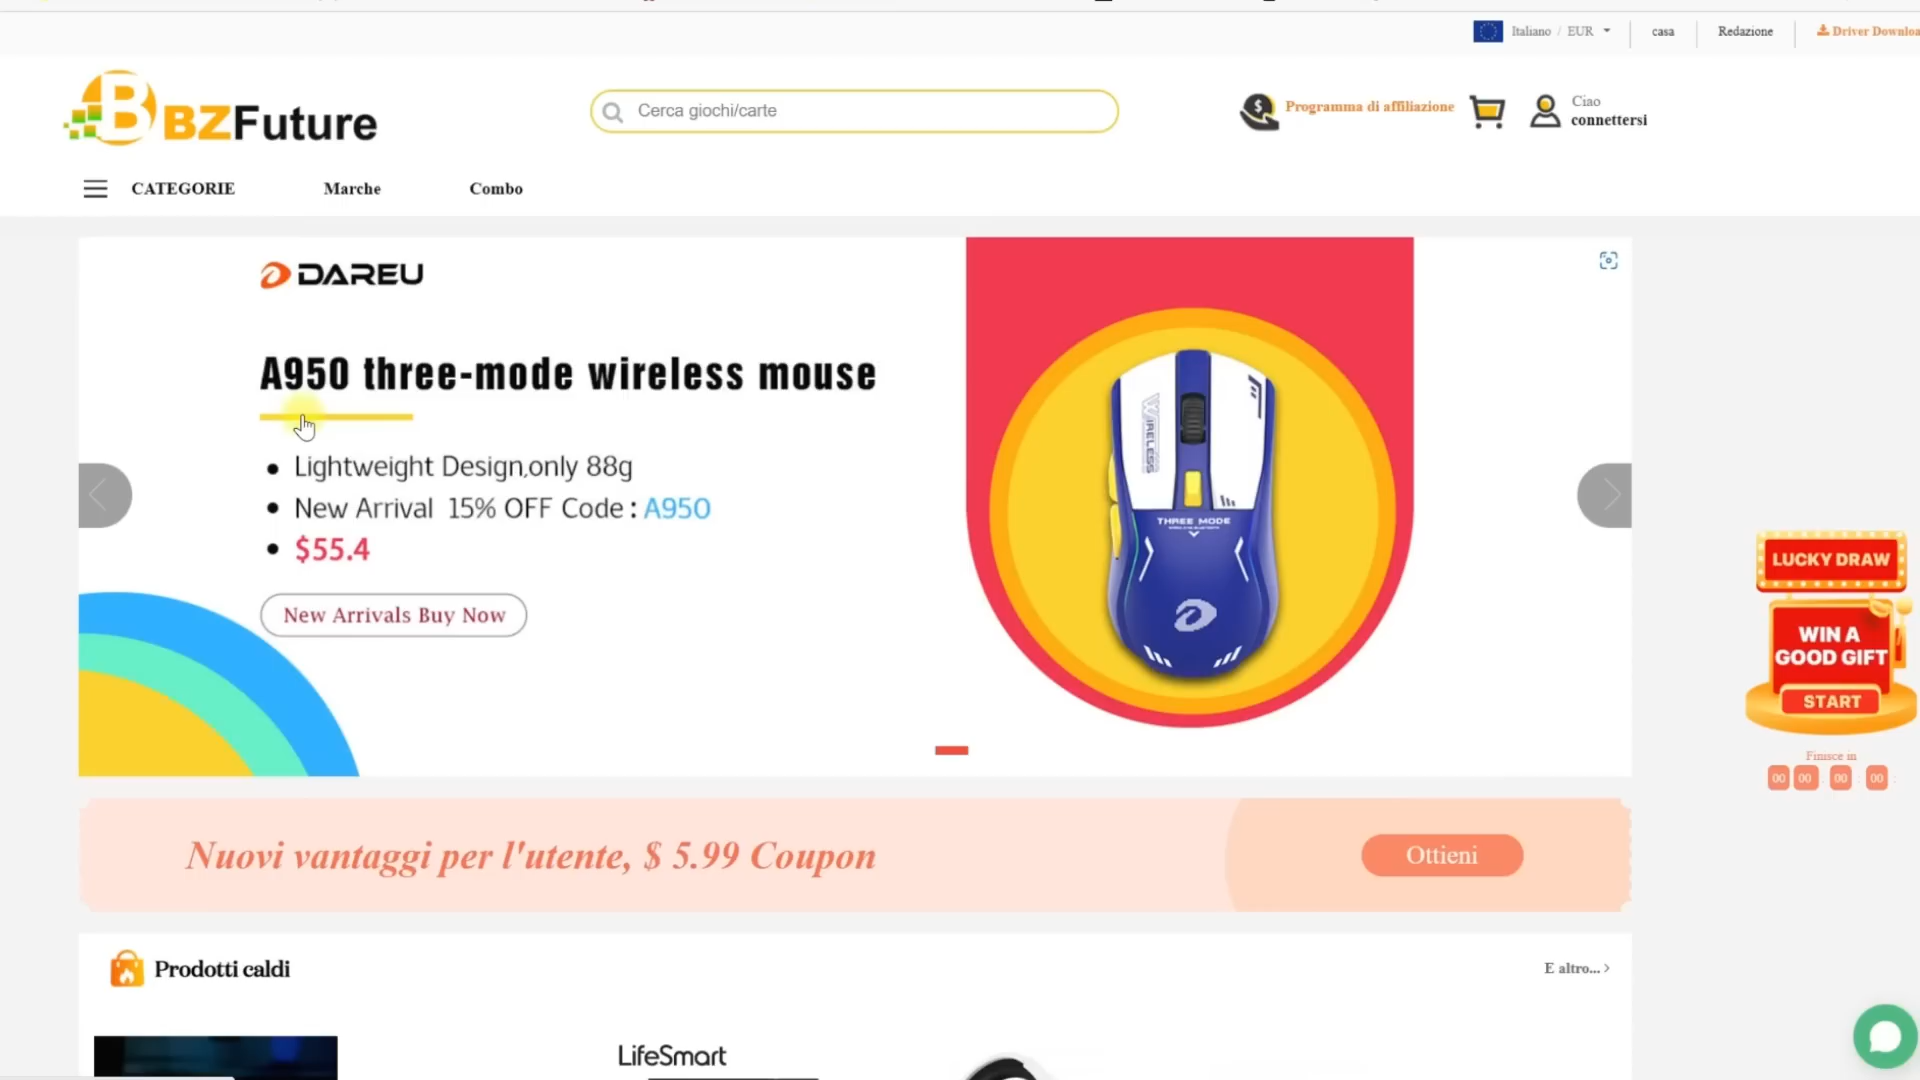 Italiano / EUR
casa
Redazione
Driver Downloa
BZFuture
Cerca giochi/carte
Programma di affiliazione
Ciao
connettersi
CATEGORIE
Marche
Combo
DAREU
A950 three-mode wireless mouse
Lightweight Design,only 88g
New Arrival 15% OFF Code : A950
$55.4
New Arrivals Buy Now
WIRELESS
THREE MODE
LUCKY DRAW
WIN A
GOOD GIFT
START
Finisce in
00 00 : 00 : 00 :
Nuovi vantaggi per l'utente, $ 5.99 Coupon
Ottieni
Prodotti caldi
E altro... >
LifeSmart